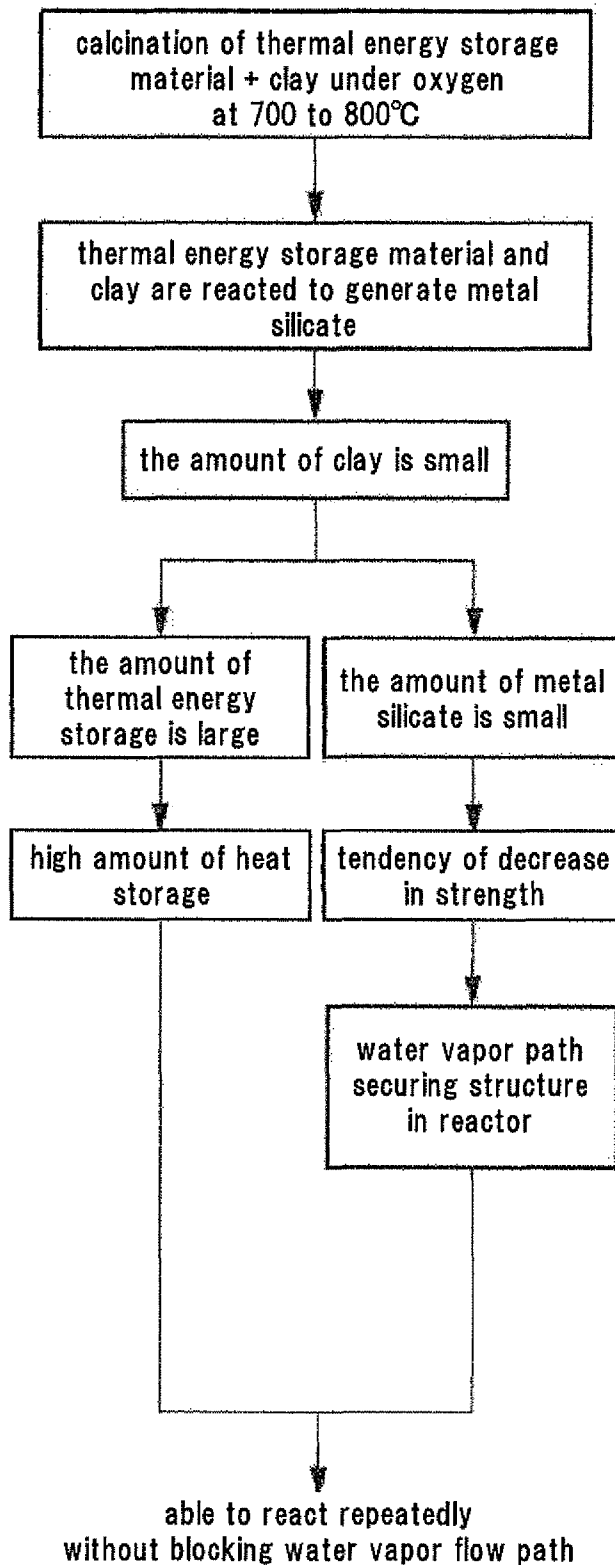 calcination of thermal energy storage
material + clay under oxygen
at 700 to 800°C
thermal energy storage material and
clay are reacted to generate metal
silicate
the amount of clay is small
the amount of
thermal energy
storage is large
the amount of metal
silicate is small
high amount of heat
storage
tendency of decrease
in strength
water vapor path
securing structure
in reactor
able to react repeatedly
without blocking water vapor flow path